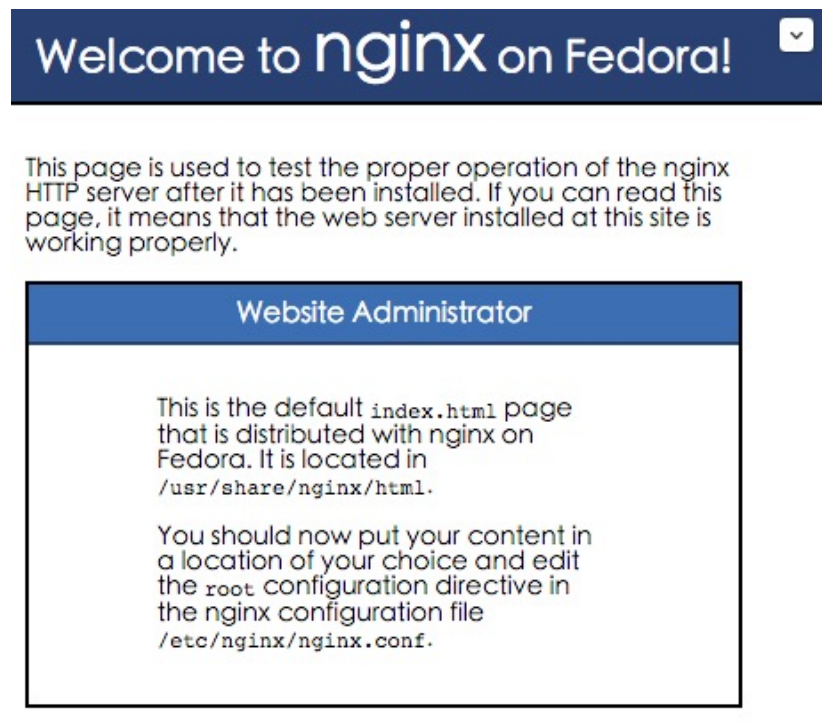 Welcome to nginx on Fedora!
This page is used to test the proper operation of the nginx
HTTP server after it has been installed. If you can read this
page, it means that the web server installed at this site is
working properly.
Website Administrator
This is the default index.html page
that is distributed with nginx on
Fedora. It is located in
/usr/share/nginx/html.
You should now put your content in
a location of your choice and edit
the root configuration directive in
the nginx configuration file
/etc/nginx/nginx.conf.